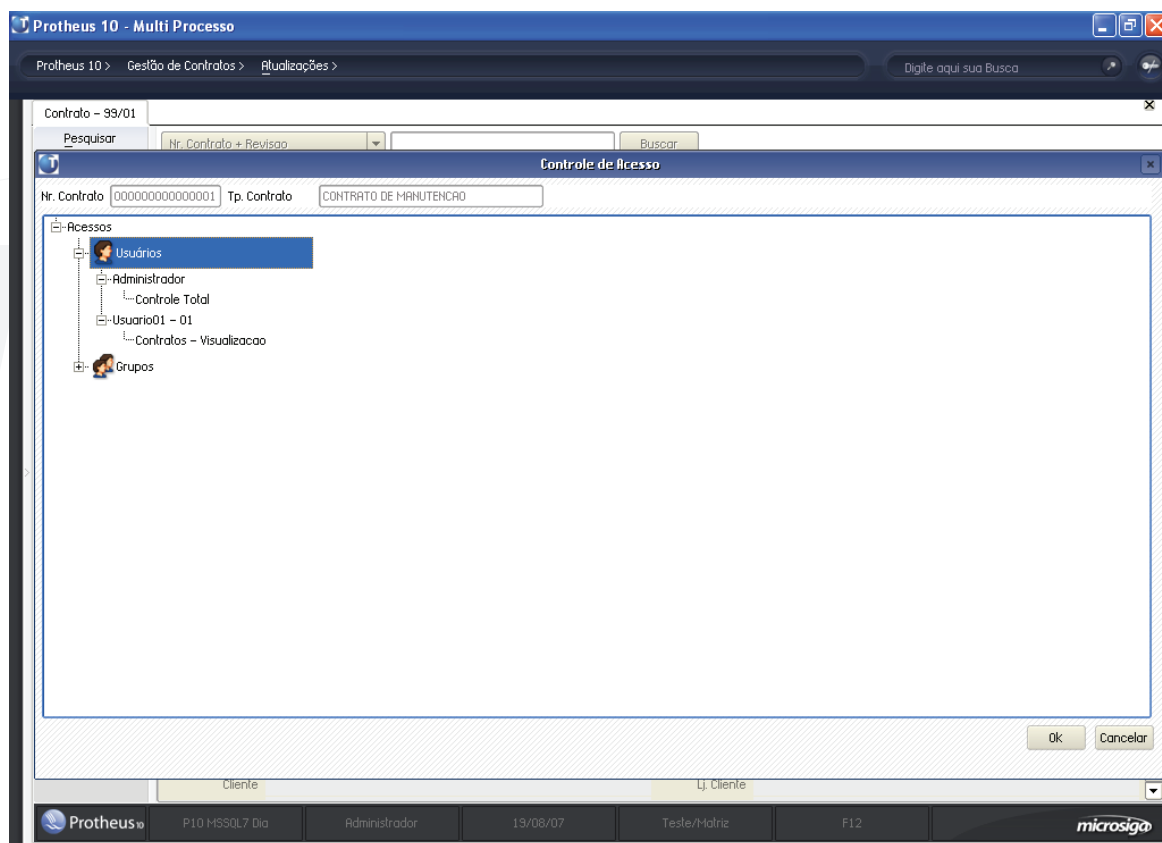 Protheus 10 - Multi Processo
Protheus 10 > Gestão de Contratos > Atualizações >
Digite aqui sua Busca
Contrato - 99/01
Pesquisar
Nr. Contrato + Revisao
Buscar
Controle de Acesso
Nr. Contrato 000000000000001 Tp. Contrato CONTRATO DE MANUTENCAO
Acessos
Usuários
Administrador
Controle Total
Usuario01 - 01
Contratos - Visualizacao
Grupos
Ok Cancelar
Cliente Lj. Cliente
Protheus10 P10 MSSQL7 Dia Administrador 19/08/07 Teste/Matriz F12 microsiga